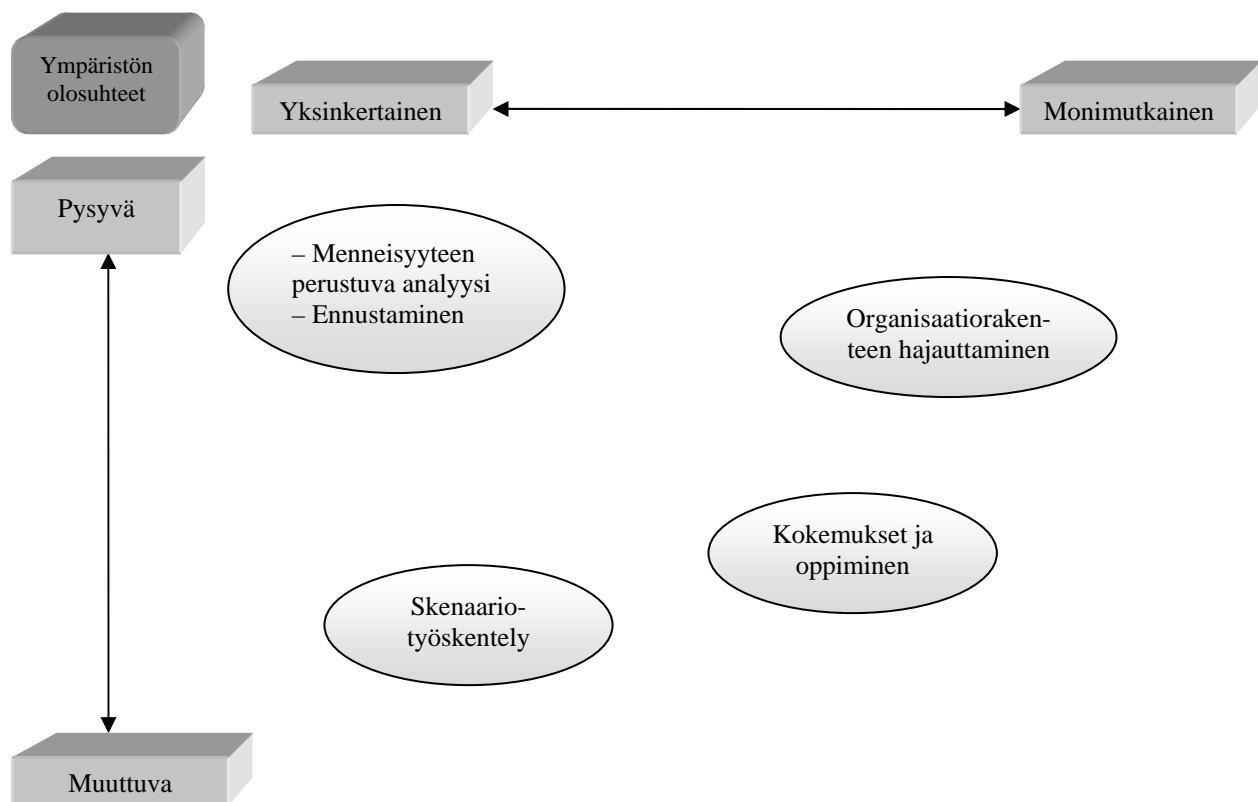 Ympäristön
olosuhteet
Yksinkertainen
Monimutkainen
Pysyvä
– Menneisyyteen
perustuva analyysi
– Ennustaminen
Organisaatioraken-
teen hajauttaminen
Kokemukset ja
oppiminen
Skenaario-
työskentely
Muuttuva